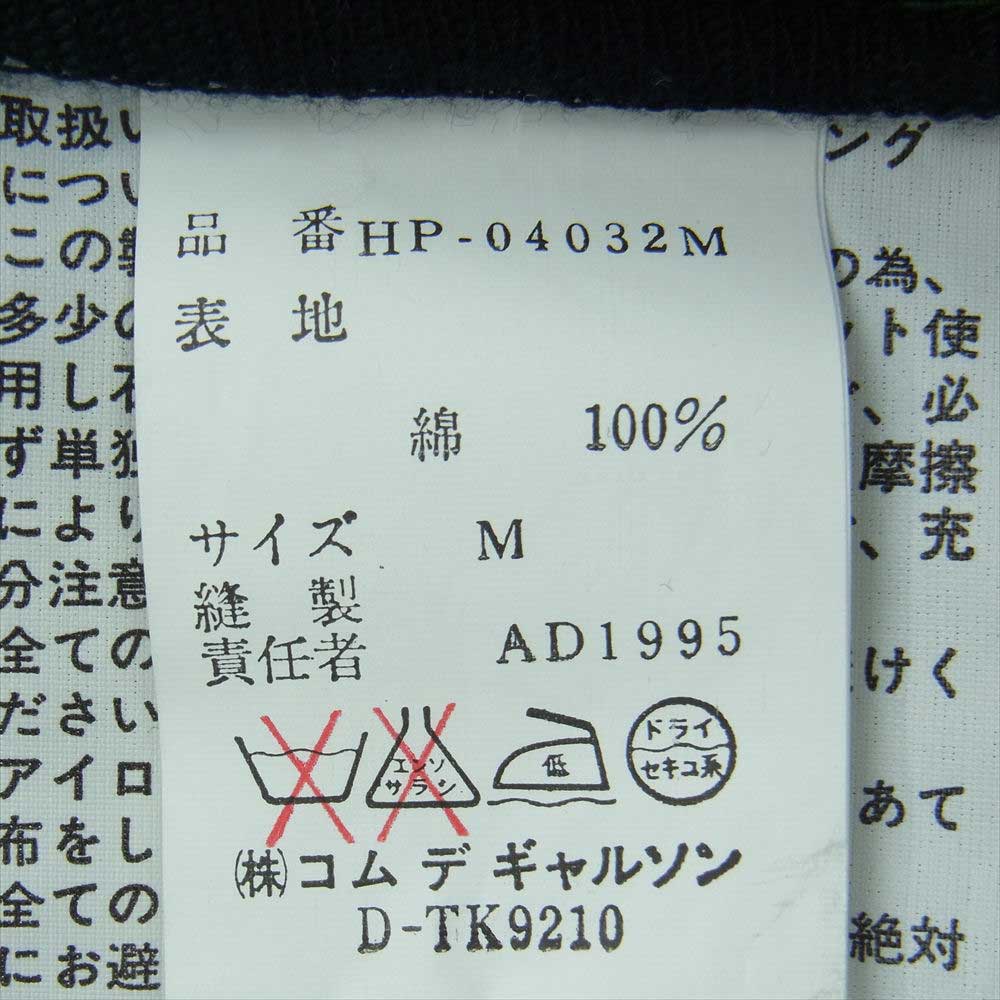 品 番 HP-04032M
表 地
綿 100%
サイズ M
縫 製
責任者 AD1995
エンソ
サラシ
低
ドライ
セキユ系
㈱コムデギャルソン
D-TK9210
取扱い
につい
この製
多少の
用し石
ず単独
により
分注意
全ての
ださい
アイロ
布をし
全ての
にお避
ング
の為、
ット使
、必
摩擦
、充
けく
あて
絶対